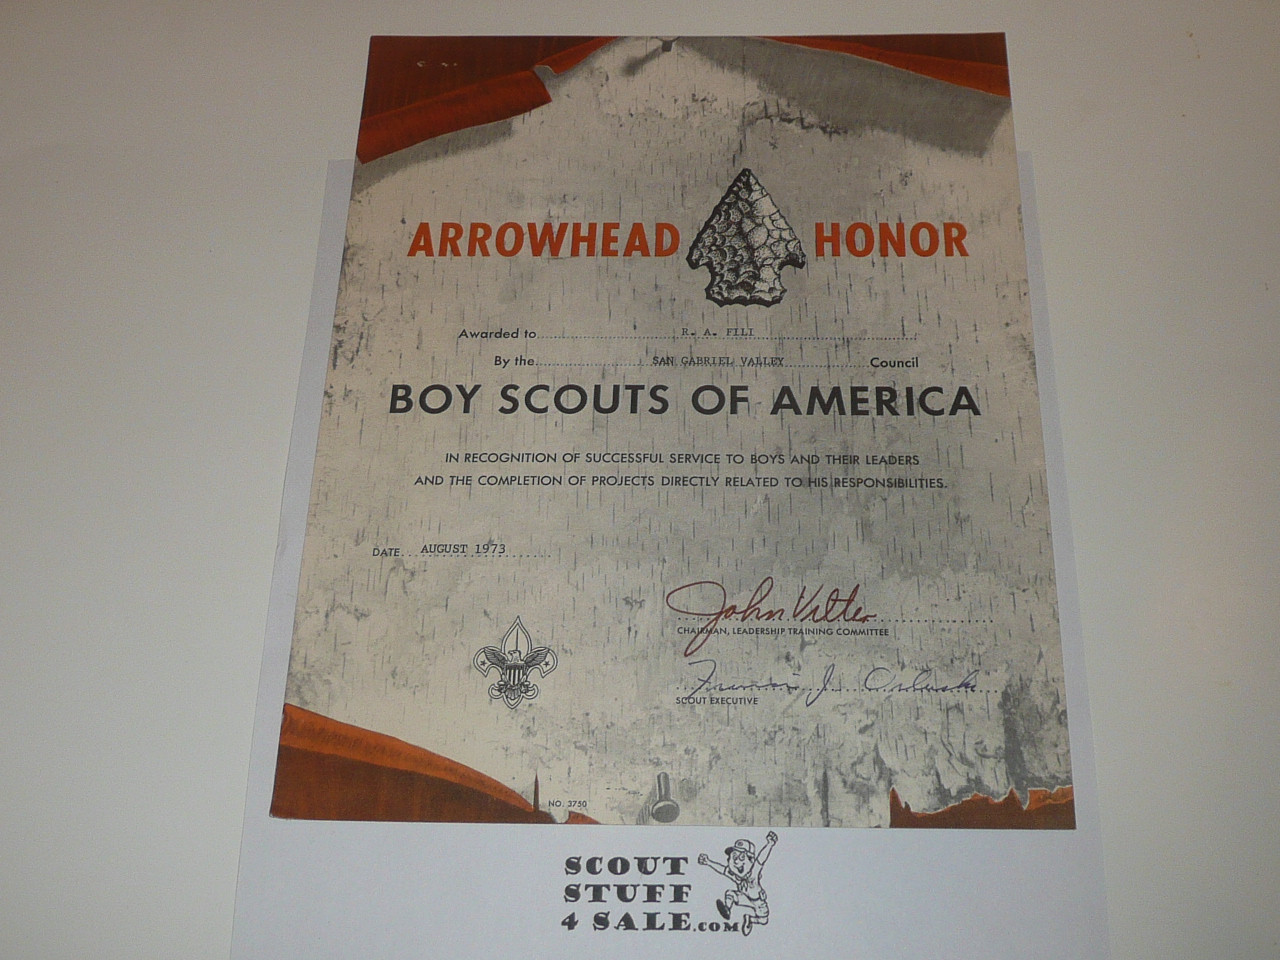 ARROWHEAD HONOR
Awarded to R. A. FILI
By the SAN GABRIEL VALLEY Council
BOY SCOUTS OF AMERICA
IN RECOGNITION OF SUCCESSFUL SERVICE TO BOYS AND THEIR LEADERS
AND THE COMPLETION OF PROJECTS DIRECTLY RELATED TO HIS RESPONSIBILITIES.
DATE AUGUST 1973
John
CHAIRMAN, LEADERSHIP TRAINING COMMITTEE
J.
SCOUT EXECUTIVE
NO. 3750
SCOUT
STUFF
4 SALE.COM